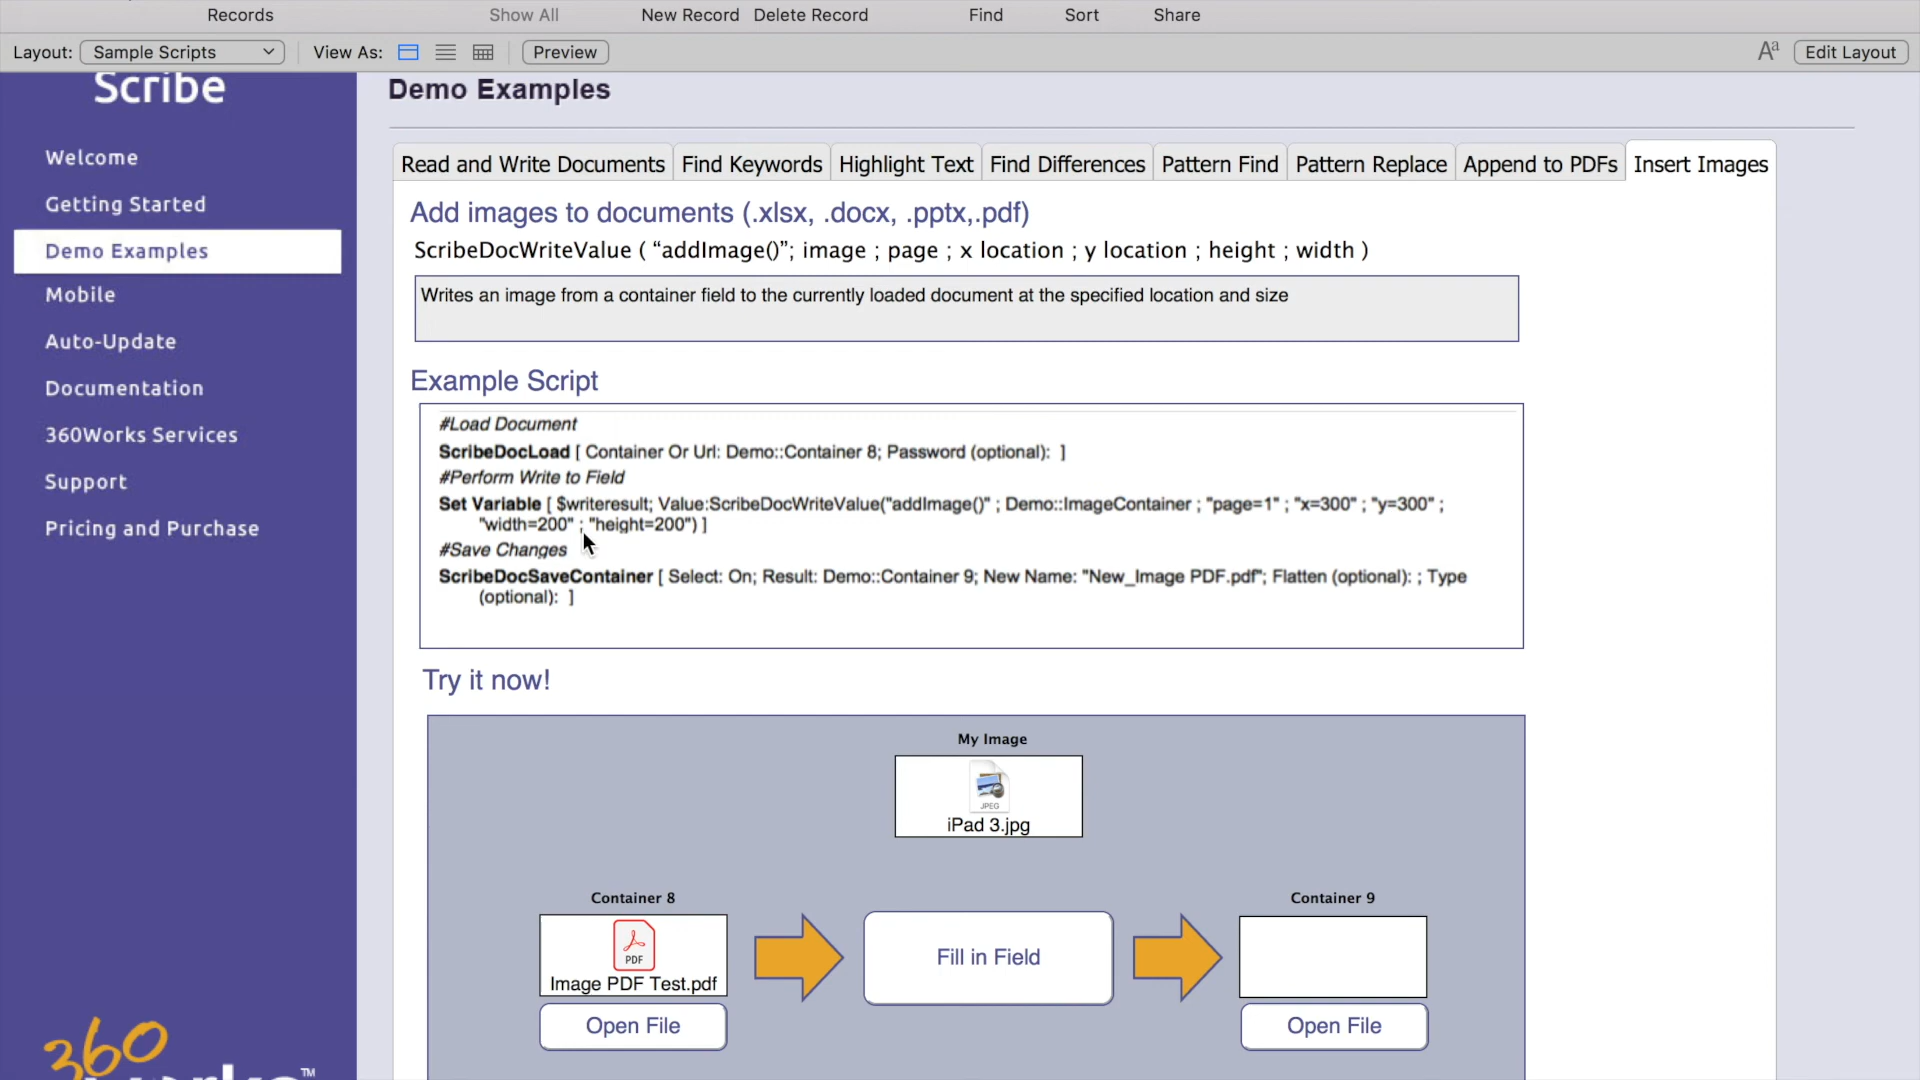 Records Show All New Record Delete Record Find Sort Share
Layout: Sample Scripts View As: Preview Aª Edit Layout
Scribe
Welcome
Getting Started
Demo Examples
Mobile
Auto-Update
Documentation
360Works Services
Support
Pricing and Purchase
360
™
Demo Examples
Read and Write Documents Find Keywords Highlight Text Find Differences Pattern Find Pattern Replace Append to PDFs Insert Images
Add images to documents (.xlsx, .docx, .pptx,.pdf)
ScribeDocWriteValue ( “addImage()”; image ; page ; x location ; y location ; height ; width )
Writes an image from a container field to the currently loaded document at the specified location and size
Example Script
#Load Document
ScribeDocLoad [ Container Or Url: Demo::Container 8; Password (optional): ]
#Perform Write to Field
Set Variable [ $writeresult; Value:ScribeDocWriteValue("addImage()" ; Demo::ImageContainer ; "page=1" ; "x=300" ; "y=300" ;
"width=200" ; "height=200") ]
#Save Changes
ScribeDocSaveContainer [ Select: On; Result: Demo::Container 9; New Name: "New_Image PDF.pdf"; Flatten (optional): ; Type
(optional): ]
Try it now!
My Image
JPEG
iPad 3.jpg
Container 8
PDF
Image PDF Test.pdf
Open File
Fill in Field
Container 9
Open File